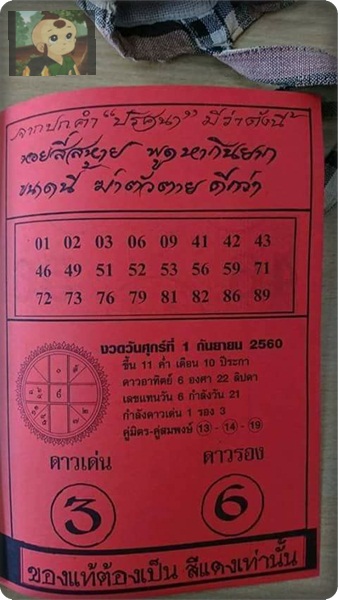 จากปกคำ "ปริศนา" มีว่าดังนี้
หอยสี่สหาย พูดหากินยาก
ขนาดนี้ ฆ่าตัวตาย ดีกว่า
01 02 03 06 09 41 42 43
46 49 51 52 53 56 59 71
72 73 76 79 81 82 86 89
งวดวันศุกร์ที่ 1 กันยายน 2560
ขึ้น 11 ค่ำ เดือน 10 ปีระกา
ดาวอาทิตย์ 6 องศา 22 ลิปดา
เลขแทนวัน 6 กำลังวัน 21
กำลังดาวเด่น 1 รอง 3
คู่มิตร-คู่สมพงษ์ 13 - 14 - 19
ดาวเด่น ดาวรอง
3 6
ของแท้ต้องเป็น สีแดงเท่านั้น